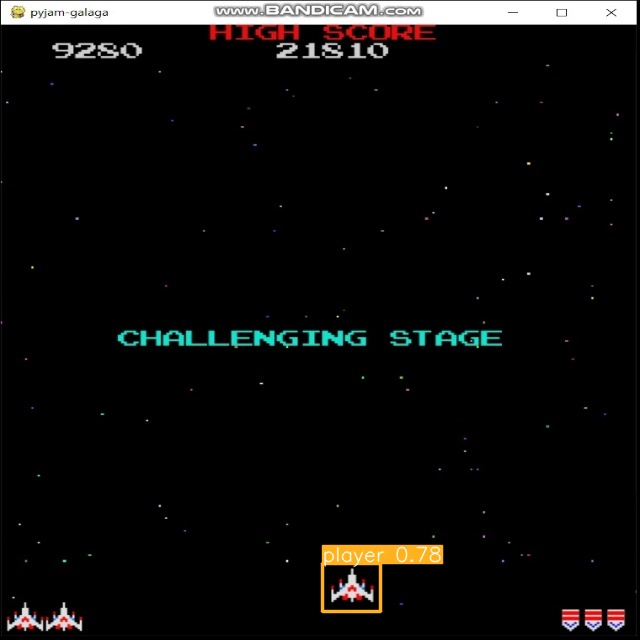 pyjam-galaga
www.BANDICAM.com
HIGH SCORE
9280 21810
CHALLENGING STAGE
player 0.78